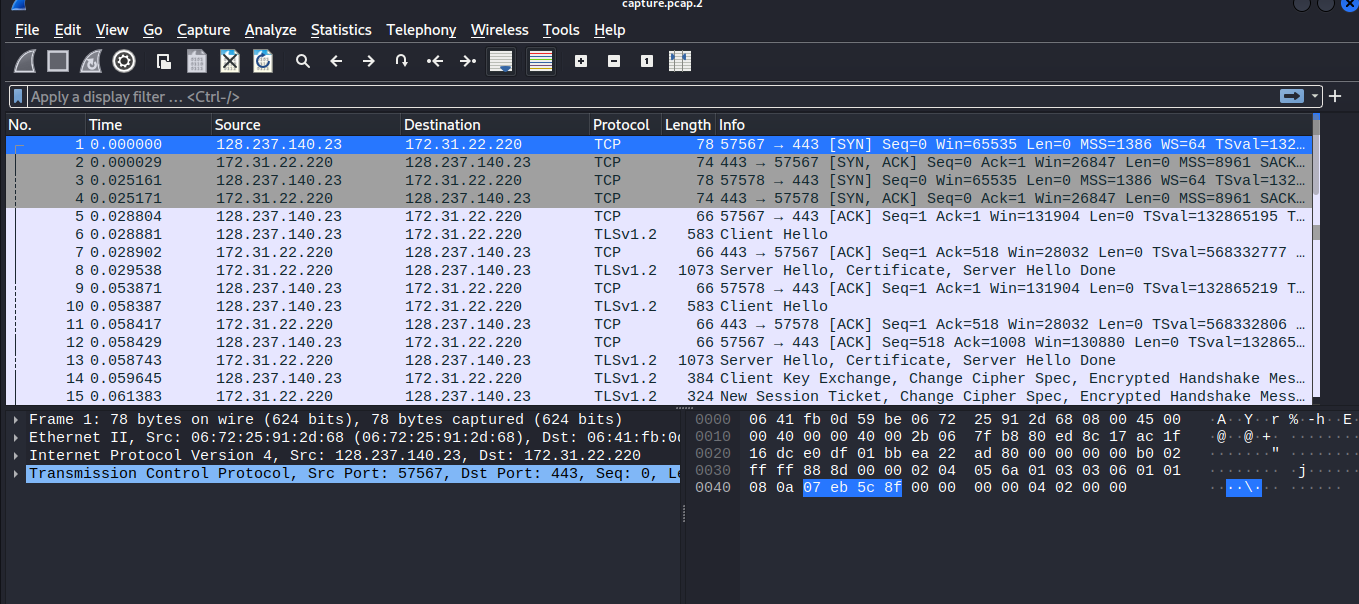 capture.pcap.2
File Edit View Go Capture Analyze Statistics Telephony Wireless Tools Help
Apply a display filter … <Ctrl-/>
No. Time Source Destination Protocol Length Info
1 0.000000 128.237.140.23 172.31.22.220 TCP 78 57567 → 443 [SYN] Seq=0 Win=65535 Len=0 MSS=1386 WS=64 TSval=132…
2 0.000029 172.31.22.220 128.237.140.23 TCP 74 443 → 57567 [SYN, ACK] Seq=0 Ack=1 Win=26847 Len=0 MSS=8961 SACK…
3 0.025161 128.237.140.23 172.31.22.220 TCP 78 57578 → 443 [SYN] Seq=0 Win=65535 Len=0 MSS=1386 WS=64 TSval=132…
4 0.025171 172.31.22.220 128.237.140.23 TCP 74 443 → 57578 [SYN, ACK] Seq=0 Ack=1 Win=26847 Len=0 MSS=8961 SACK…
5 0.028804 128.237.140.23 172.31.22.220 TCP 66 57567 → 443 [ACK] Seq=1 Ack=1 Win=131904 Len=0 TSval=132865195 T…
6 0.028881 128.237.140.23 172.31.22.220 TLSv1.2 583 Client Hello
7 0.028902 172.31.22.220 128.237.140.23 TCP 66 443 → 57567 [ACK] Seq=1 Ack=518 Win=28032 Len=0 TSval=568332777 …
8 0.029538 172.31.22.220 128.237.140.23 TLSv1.2 1073 Server Hello, Certificate, Server Hello Done
9 0.053871 128.237.140.23 172.31.22.220 TCP 66 57578 → 443 [ACK] Seq=1 Ack=1 Win=131904 Len=0 TSval=132865219 T…
10 0.058387 128.237.140.23 172.31.22.220 TLSv1.2 583 Client Hello
11 0.058417 172.31.22.220 128.237.140.23 TCP 66 443 → 57578 [ACK] Seq=1 Ack=518 Win=28032 Len=0 TSval=568332806 …
12 0.058429 128.237.140.23 172.31.22.220 TCP 66 57567 → 443 [ACK] Seq=518 Ack=1008 Win=130880 Len=0 TSval=132865…
13 0.058743 172.31.22.220 128.237.140.23 TLSv1.2 1073 Server Hello, Certificate, Server Hello Done
14 0.059645 128.237.140.23 172.31.22.220 TLSv1.2 384 Client Key Exchange, Change Cipher Spec, Encrypted Handshake Mes…
15 0.061383 172.31.22.220 128.237.140.23 TLSv1.2 324 New Session Ticket, Change Cipher Spec, Encrypted Handshake Mess…
Frame 1: 78 bytes on wire (624 bits), 78 bytes captured (624 bits)
Ethernet II, Src: 06:72:25:91:2d:68 (06:72:25:91:2d:68), Dst: 06:41:fb:0d
Internet Protocol Version 4, Src: 128.237.140.23, Dst: 172.31.22.220
Transmission Control Protocol, Src Port: 57567, Dst Port: 443, Seq: 0, Le
0000 06 41 fb 0d 59 be 06 72 25 91 2d 68 08 00 45 00 ·A··Y··r %·-h··E·
0010 00 40 00 00 40 00 2b 06 7f b8 80 ed 8c 17 ac 1f ·@··@·+· ········
0020 16 dc e0 df 01 bb ea 22 ad 80 00 00 00 00 b0 02 ·······" ········
0030 ff ff 88 8d 00 00 02 04 05 6a 01 03 03 06 01 01 ········ ·j······
0040 08 0a 07 eb 5c 8f 00 00 00 00 04 02 00 00 ····\··· ······